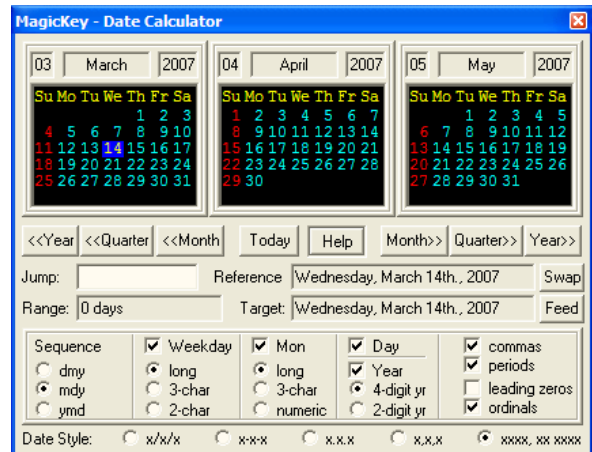 MagicKey - Date Calculator
03 March 2007 04 April 2007 05 May 2007
Su Mo Tu We Th Fr Sa Su Mo Tu We Th Fr Sa Su Mo Tu We Th Fr Sa
1 2 3 1 2 3 4 5 6 7 1 2 3 4 5
4 5 6 7 8 9 10 8 9 10 11 12 13 14 6 7 8 9 10 11 12
11 12 13 14 15 16 17 15 16 17 18 19 20 21 13 14 15 16 17 18 19
18 19 20 21 22 23 24 22 23 24 25 26 27 28 20 21 22 23 24 25 26
25 26 27 28 29 30 31 29 30 27 28 29 30 31
<<Year <<Quarter <<Month Today Help Month>> Quarter>> Year>>
Jump: Reference Wednesday, March 14th., 2007 Swap
Range: 0 days Target: Wednesday, March 14th., 2007 Feed
Sequence Weekday Mon Day commas
dmy long long Year periods
mdy 3-char 3-char 4-digit yr leading zeros
ymd 2-char numeric 2-digit yr ordinals
Date Style: x/x/x x-x-x x.x.x x,x,x xxxx, xx xxxx